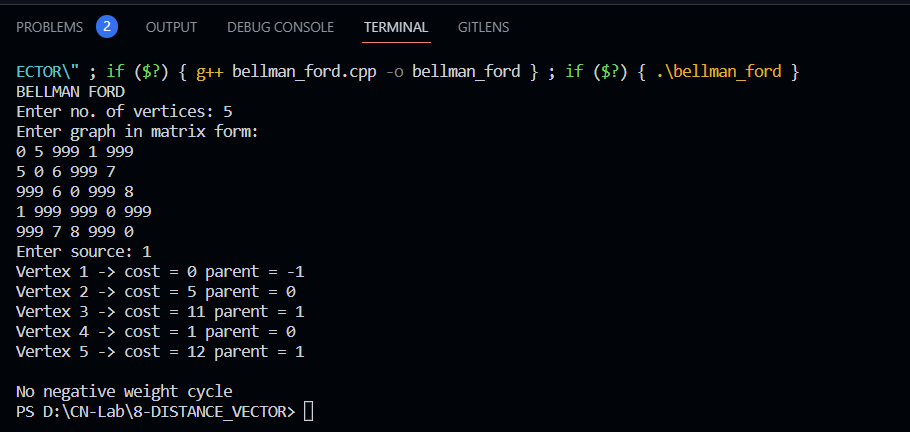 PROBLEMS 2 OUTPUT DEBUG CONSOLE TERMINAL GITLENS
ECTOR\" ; if ($?) { g++ bellman_ford.cpp -o bellman_ford } ; if ($?) { .\bellman_ford }
BELLMAN FORD
Enter no. of vertices: 5
Enter graph in matrix form:
0 5 999 1 999
5 0 6 999 7
999 6 0 999 8
1 999 999 0 999
999 7 8 999 0
Enter source: 1
Vertex 1 -> cost = 0 parent = -1
Vertex 2 -> cost = 5 parent = 0
Vertex 3 -> cost = 11 parent = 1
Vertex 4 -> cost = 1 parent = 0
Vertex 5 -> cost = 12 parent = 1
No negative weight cycle
PS D:\CN-Lab\8-DISTANCE_VECTOR>